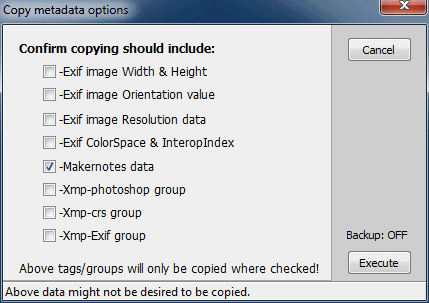 Copy metadata options
Confirm copying should include:
Cancel
-Exif image Width & Height
-Exif image Orientation value
-Exif image Resolution data
-Exif ColorSpace & InteropIndex
-Makernotes data
-Xmp-photoshop group
-Xmp-crs group
-Xmp-Exif group
Backup: OFF
Execute
Above tags/groups will only be copied where checked!
Above data might not be desired to be copied.